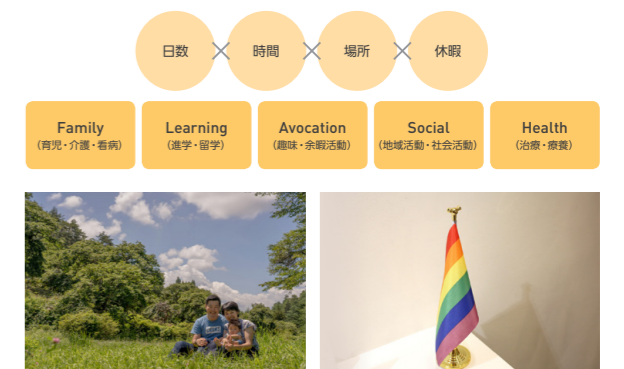 日数 × 時間 × 場所 × 休暇
Family
(育児・介護・看病)
Learning
(進学・留学)
Avocation
(趣味・余暇活動)
Social
(地域活動・社会活動)
Health
(治療・療養)